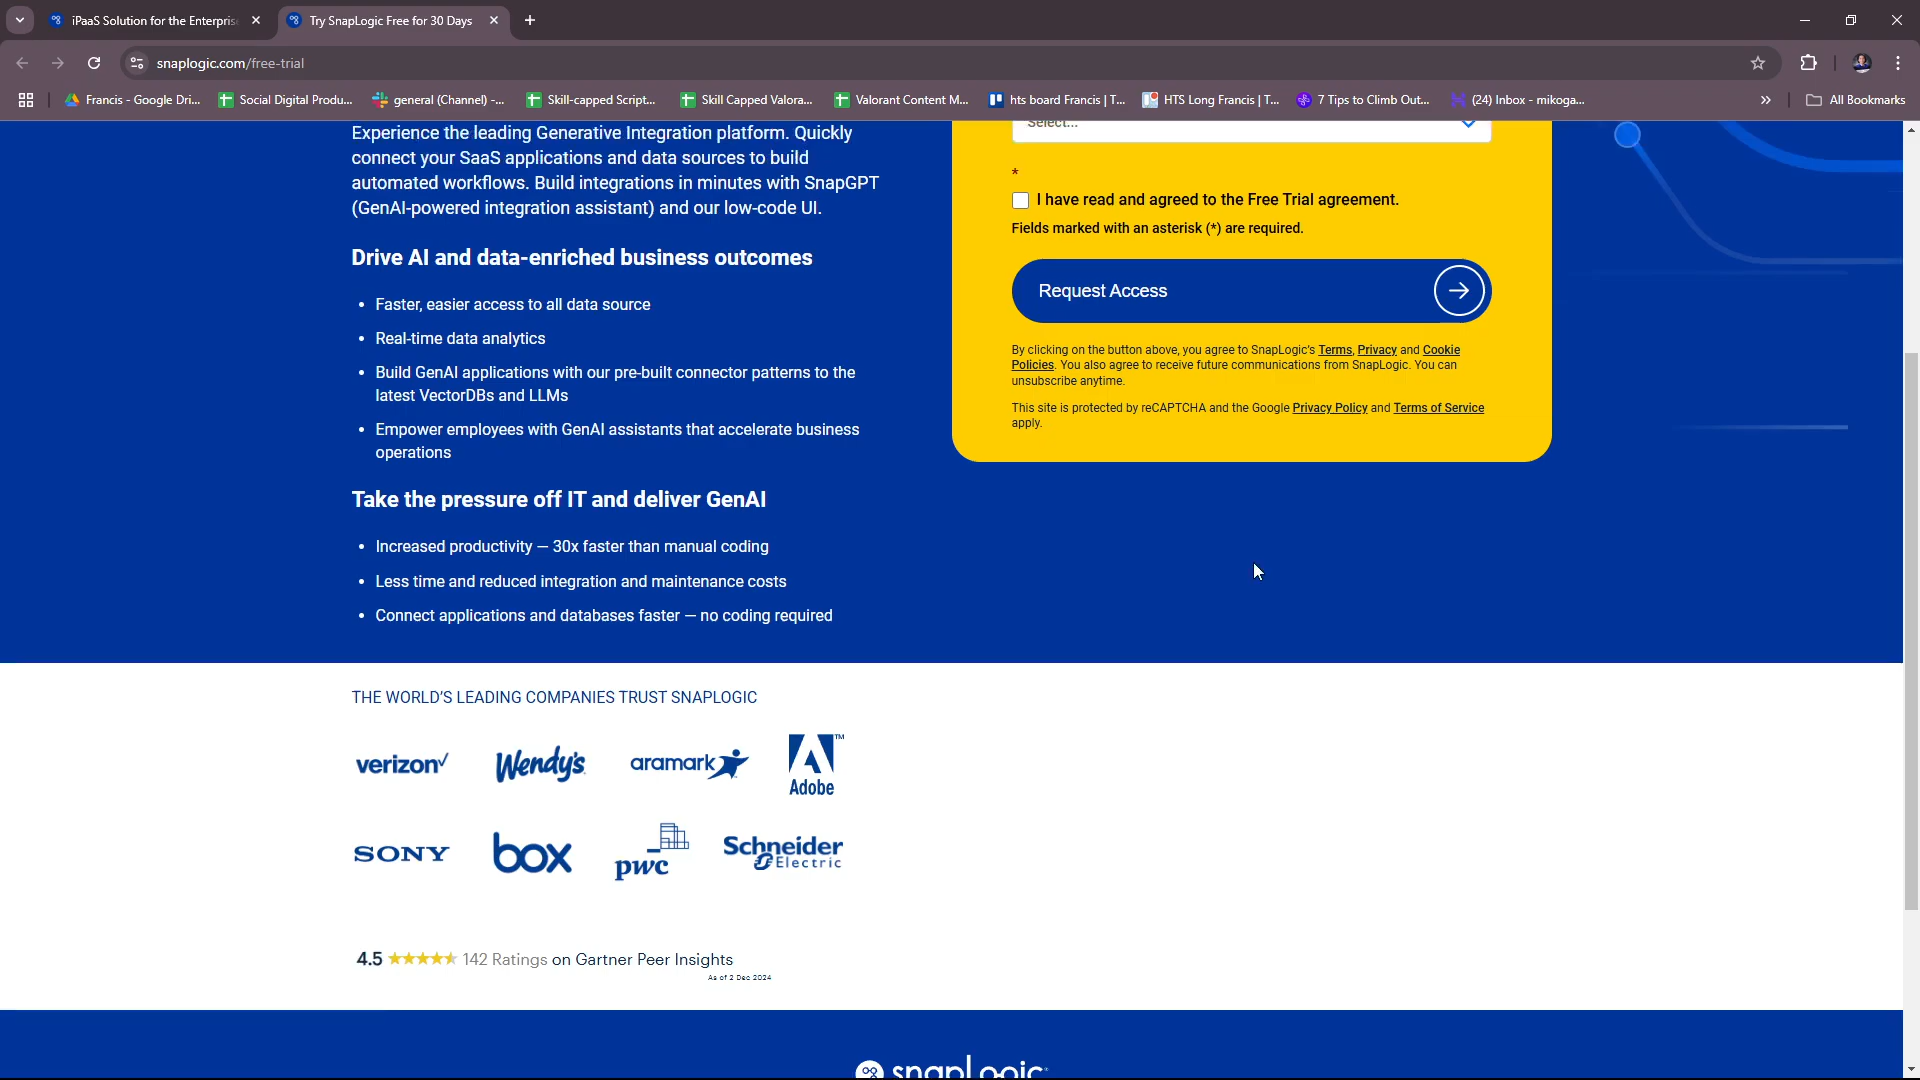 iPaaS Solution for the Enterpris
Try SnapLogic Free for 30 Days
snaplogic.com/free-trial
Francis - Google Dri...
Social Digital Produ...
general (Channel) -...
Skill-capped Script...
Skill Capped Valora...
Valorant Content M...
hts board Francis | T...
HTS Long Francis | T...
7 Tips to Climb Out...
(24) Inbox - mikoga...
All Bookmarks
Experience the leading Generative Integration platform. Quickly
connect your SaaS applications and data sources to build
automated workflows. Build integrations in minutes with SnapGPT
(GenAI-powered integration assistant) and our low-code UI.
Drive AI and data-enriched business outcomes
• Faster, easier access to all data source
• Real-time data analytics
• Build GenAI applications with our pre-built connector patterns to the
latest VectorDBs and LLMs
• Empower employees with GenAI assistants that accelerate business
operations
Take the pressure off IT and deliver GenAI
• Increased productivity — 30x faster than manual coding
• Less time and reduced integration and maintenance costs
• Connect applications and databases faster — no coding required
Select...
*
I have read and agreed to the Free Trial agreement.
Fields marked with an asterisk (*) are required.
Request Access
By clicking on the button above, you agree to SnapLogic's Terms, Privacy and Cookie
Policies. You also agree to receive future communications from SnapLogic. You can
unsubscribe anytime.
This site is protected by reCAPTCHA and the Google Privacy Policy and Terms of Service
apply.
THE WORLD'S LEADING COMPANIES TRUST SNAPLOGIC
verizon✓ Wendy's aramark Adobe™
SONY box pwc Schneider Electric
4.5 142 Ratings on Gartner Peer Insights
As of 2 Dec 2024
snapLogic